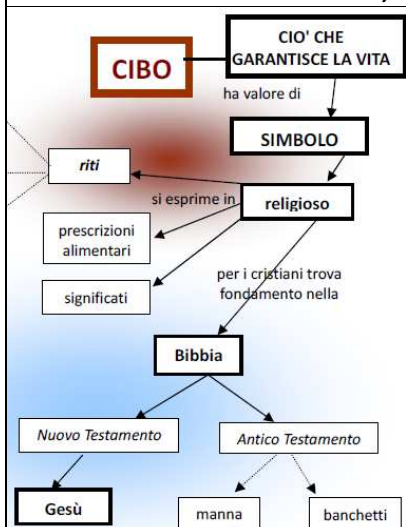 CIO' CHE
GARANTISCE LA VITA
CIBO
ha valore di
SIMBOLO
riti
si esprime in
religioso
prescrizioni
alimentari
significati
per i cristiani trova
fondamento nella
Bibbia
Nuovo Testamento
Antico Testamento
Gesù
manna
banchetti